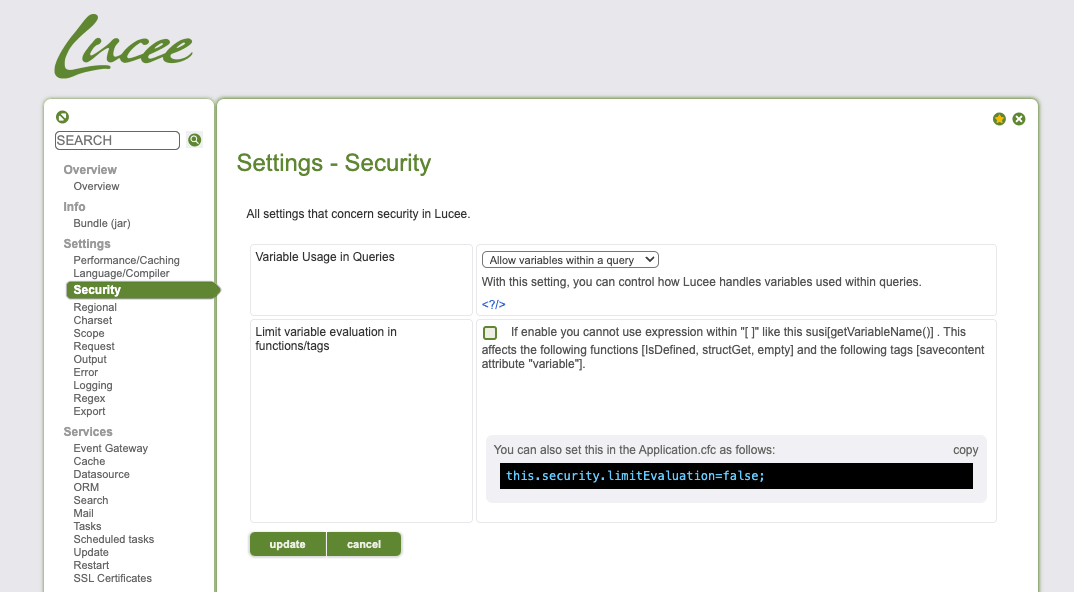 Lucee
SEARCH
Overview
Overview
Info
Bundle (jar)
Settings
Performance/Caching
Language/Compiler
Security
Regional
Charset
Scope
Request
Output
Error
Logging
Regex
Export
Services
Event Gateway
Cache
Datasource
ORM
Search
Mail
Tasks
Scheduled tasks
Update
Restart
SSL Certificates
Settings - Security
All settings that concern security in Lucee.
Variable Usage in Queries
Allow variables within a query
With this setting, you can control how Lucee handles variables used within queries.
<?/>
Limit variable evaluation in
functions/tags
If enable you cannot use expression within "[ ]" like this susi[getVariableName()] . This
affects the following functions [IsDefined, structGet, empty] and the following tags [savecontent
attribute "variable"].
You can also set this in the Application.cfc as follows:
copy
this.security.limitEvaluation=false;
update
cancel